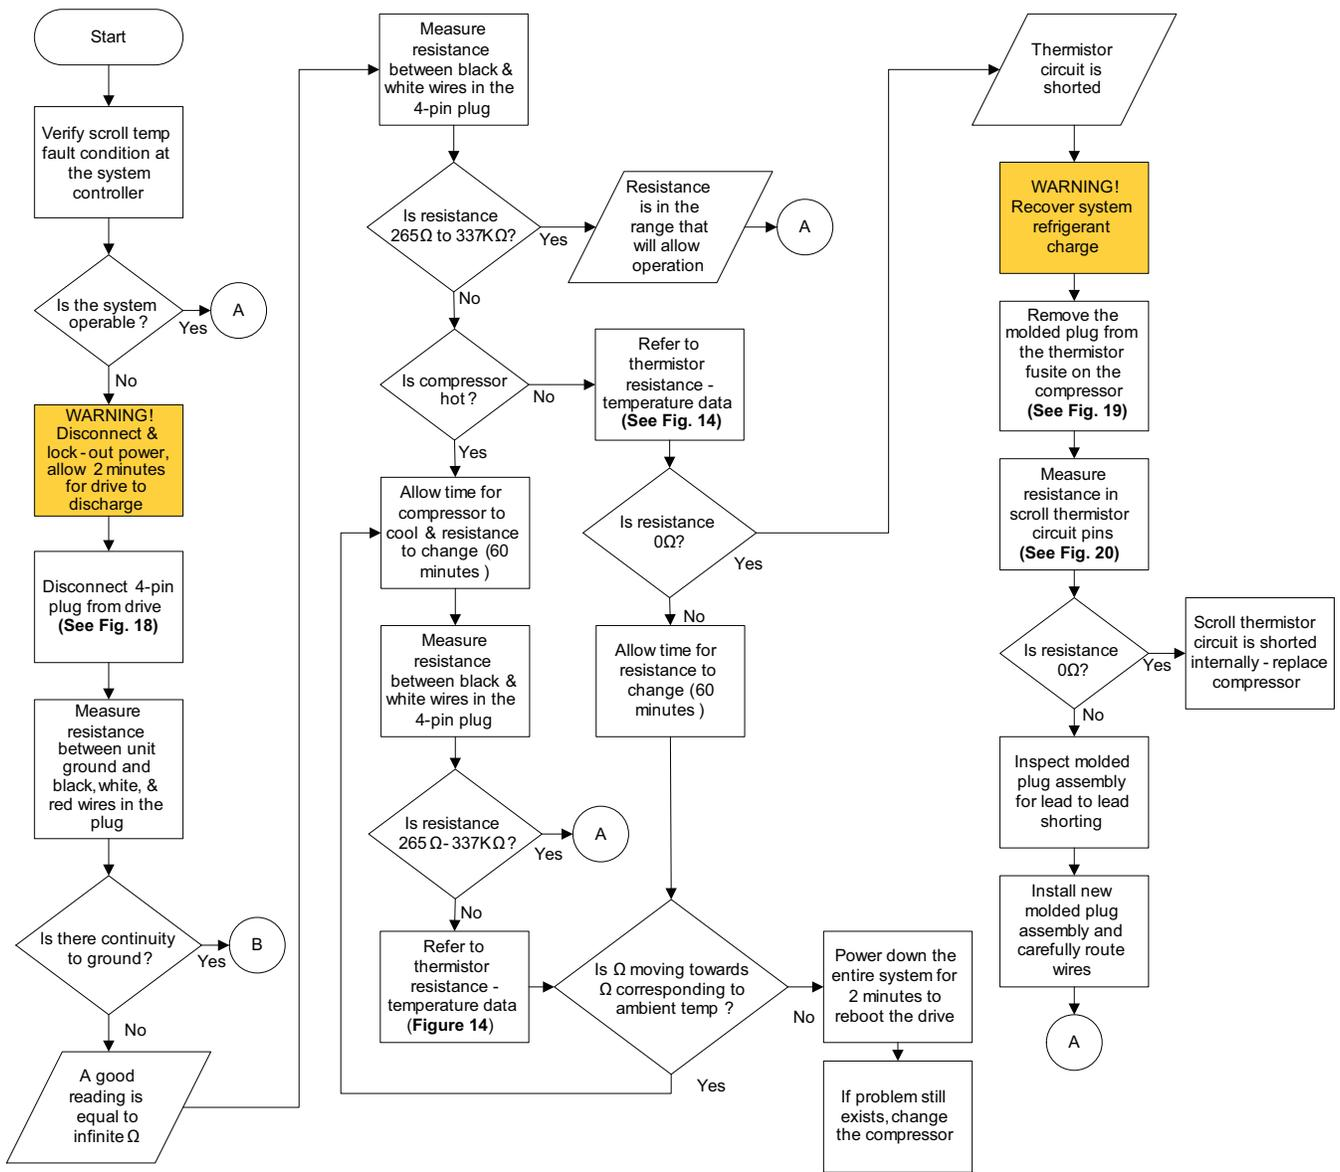 Start
Verify scroll temp
fault condition at
the system
controller
Is the system
operable ?
Yes
A
No
WARNING!
Disconnect &
lock - out power,
allow 2 minutes
for drive to
discharge
Disconnect 4-pin
plug from drive
(See Fig. 18)
Measure
resistance
between unit
ground and
black, white, &
red wires in the
plug
Is there continuity
to ground ?
Yes
B
No
A good
reading is
equal to
infinite Ω
Measure
resistance
between black &
white wires in the
4-pin plug
Is resistance
265Ω to 337KΩ?
Yes
Resistance
is in the
range that
will allow
operation
A
No
Is compressor
hot ?
No
Refer to
thermistor
resistance -
temperature data
(See Fig. 14)
Yes
Allow time for
compressor to
cool & resistance
to change (60
minutes )
Is resistance
0Ω?
Yes
No
Measure
resistance
between black &
white wires in the
4-pin plug
Allow time for
resistance to
change (60
minutes )
Is resistance
265 Ω - 337K Ω ?
Yes
A
No
Refer to
thermistor
resistance -
temperature data
(Figure 14)
Is Ω moving towards
Ω corresponding to
ambient temp ?
No
Yes
Power down the
entire system for
2 minutes to
reboot the drive
If problem still
exists, change
the compressor
Thermistor
circuit is
shorted
WARNING!
Recover system
refrigerant
charge
Remove the
molded plug from
the thermistor
fusite on the
compressor
(See Fig. 19)
Measure
resistance in
scroll thermistor
circuit pins
(See Fig. 20)
Is resistance
0Ω?
Yes
Scroll thermistor
circuit is shorted
internally - replace
compressor
No
Inspect molded
plug assembly
for lead to lead
shorting
Install new
molded plug
assembly and
carefully route
wires
A